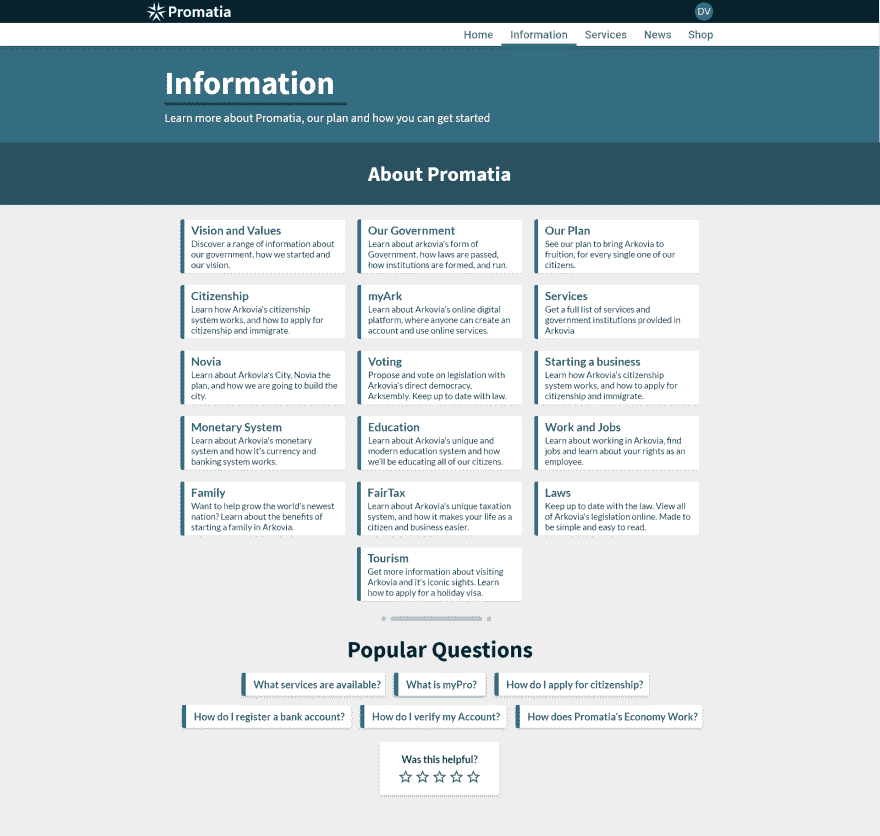 Promatia
DV
Home
Information
Services
News
Shop
Information
Learn more about Promatia, our plan and how you can get started
About Promatia
Vision and Values
Discover a range of information about
our government, how we started and
our vision.
Our Government
Learn about arkovia's form of
Government, how laws are passed,
how institutions are formed, and run.
Our Plan
See our plan to bring Arkovia to
fruition, for every single one of our
citizens.
Citizenship
Learn how Arkovia's citizenship
system works, and how to apply for
citizenship and immigrate.
myArk
Learn about Arkovia's online digital
platform, where anyone can create an
account and use online services.
Services
Get a full list of services and
government institutions provided in
Arkovia
Novia
Learn about Arkovia's City, Novia the
plan, and how we are going to build the
city.
Voting
Propose and vote on legislation with
Arkovia's direct democracy,
Arksembly. Keep up to date with law.
Starting a business
Learn how Arkovia's citizenship
system works, and how to apply for
citizenship and immigrate.
Monetary System
Learn about Arkovia's monetary
system and how it's currency and
banking system works.
Education
Learn about Arkovia's unique and
modern education system and how
we'll be educating all of our citizens.
Work and Jobs
Learn about working in Arkovia, find
jobs and learn about your rights as an
employee.
Family
Want to help grow the world's newest
nation? Learn about the benefits of
starting a family in Arkovia.
FairTax
Learn about Arkovia's unique taxation
system, and how it makes your life as a
citizen and business easier.
Laws
Keep up to date with the law. View all
of Arkovia's legislation online. Made to
be simple and easy to read.
Tourism
Get more information about visiting
Arkovia and it's iconic sights. Learn
how to apply for a holiday visa.
Popular Questions
What services are available?
What is myPro?
How do I apply for citizenship?
How do I register a bank account?
How do I verify my Account?
How does Promatia's Economy Work?
Was this helpful?